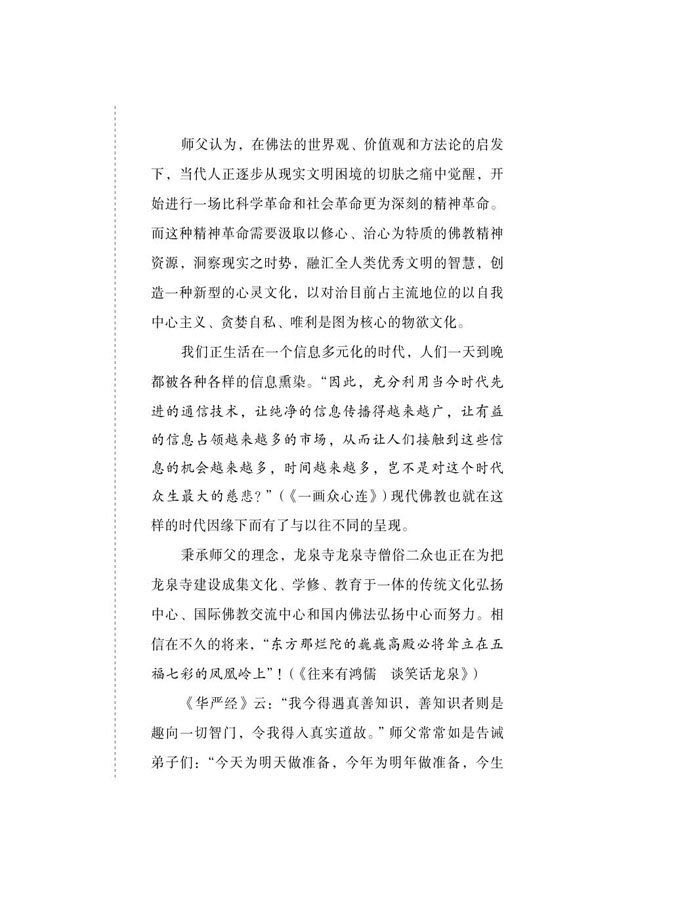 师父认为，在佛法的世界观、价值观和方法论的启发
下，当代人正逐步从现实文明困境的切肤之痛中觉醒，开
始进行一场比科学革命和社会革命更为深刻的精神革命。
而这种精神革命需要汲取以修心、治心为特质的佛教精神
资源，洞察现实之时势，融汇全人类优秀文明的智慧，创
造一种新型的心灵文化，以对治目前占主流地位的以自我
中心主义、贪婪自私、唯利是图为核心的物欲文化。
我们正生活在一个信息多元化的时代，人们一天到晚
都被各种各样的信息熏染。“因此，充分利用当今时代先
进的通信技术，让纯净的信息传播得越来越广，让有益
的信息占领越来越多的市场，从而让人们接触到这些信
息的机会越来越多，时间越来越多，岂不是对这个时代
众生最大的慈悲？”（《一画众心连》）现代佛教也就在这
样的时代因缘下而有了与以往不同的呈现。
秉承师父的理念，龙泉寺龙泉寺僧俗二众也正在为把
龙泉寺建设成集文化、学修、教育于一体的传统文化弘扬
中心、国际佛教交流中心和国内佛法弘扬中心而努力。相
信在不久的将来，“东方那烂陀的巍巍高殿必将耸立在五
福七彩的凤凰岭上”！（《往来有鸿儒　谈笑话龙泉》）
《华严经》云：“我今得遇真善知识，善知识者则是
趣向一切智门，令我得入真实道故。”师父常常如是告诫
弟子们：“今天为明天做准备，今年为明年做准备，今生